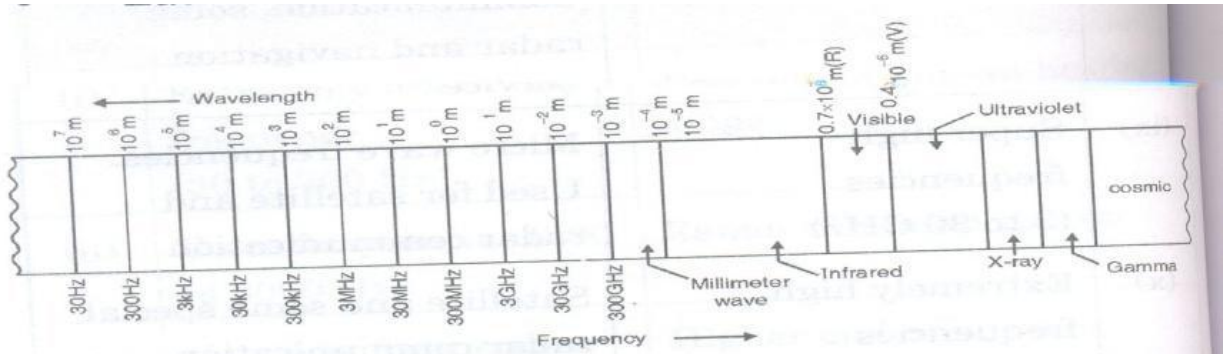 ← Wavelength
10⁷ m
10⁶ m
10⁵ m
10⁴ m
10³ m
10² m
10¹ m
10⁰ m
10¹ m
10⁻² m
10⁻³ m
10⁻⁴ m
10⁻⁵ m
0.7×10⁻⁶ m(R)
Visible
0.4×10⁻⁶ m(V)
Ultraviolet
cosmic
30Hz
300Hz
3kHz
30kHz
300kHz
3MHz
30MHz
300MHz
3GHz
30GHz
300GHz
Millimeter
wave
Infrared
X-ray
Gamma
Frequency →